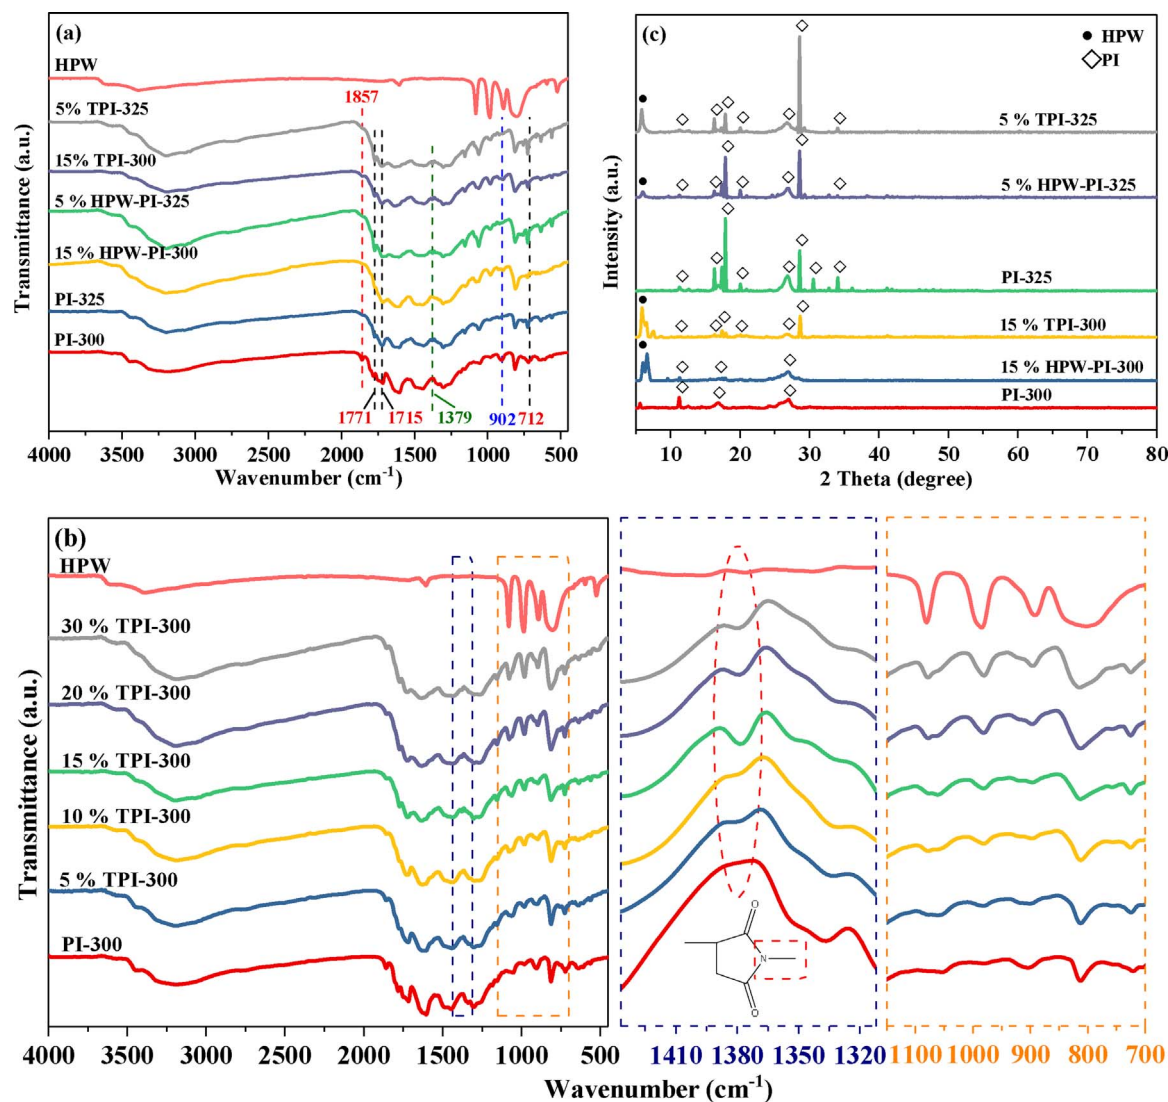 (a)
HPW
5% TPI-325
15% TPI-300
5 % HPW-PI-325
15 % HPW-PI-300
PI-325
PI-300
1857
1771
1715
1379
902
712
Transmittance (a.u.)
4000 3500 3000 2500 2000 1500 1000 500
Wavenumber (cm⁻¹)
(c)
HPW
PI
5 % TPI-325
5 % HPW-PI-325
PI-325
15 % TPI-300
15 % HPW-PI-300
PI-300
Intensity (a.u.)
10 20 30 40 50 60 70 80
2 Theta (degree)
(b)
HPW
30 % TPI-300
20 % TPI-300
15 % TPI-300
10 % TPI-300
5 % TPI-300
PI-300
Transmittance (a.u.)
4000 3500 3000 2500 2000 1500 1000 500
O
N
O
1410 1380 1350 1320
1100 1000 900 800 700
Wavenumber (cm⁻¹)